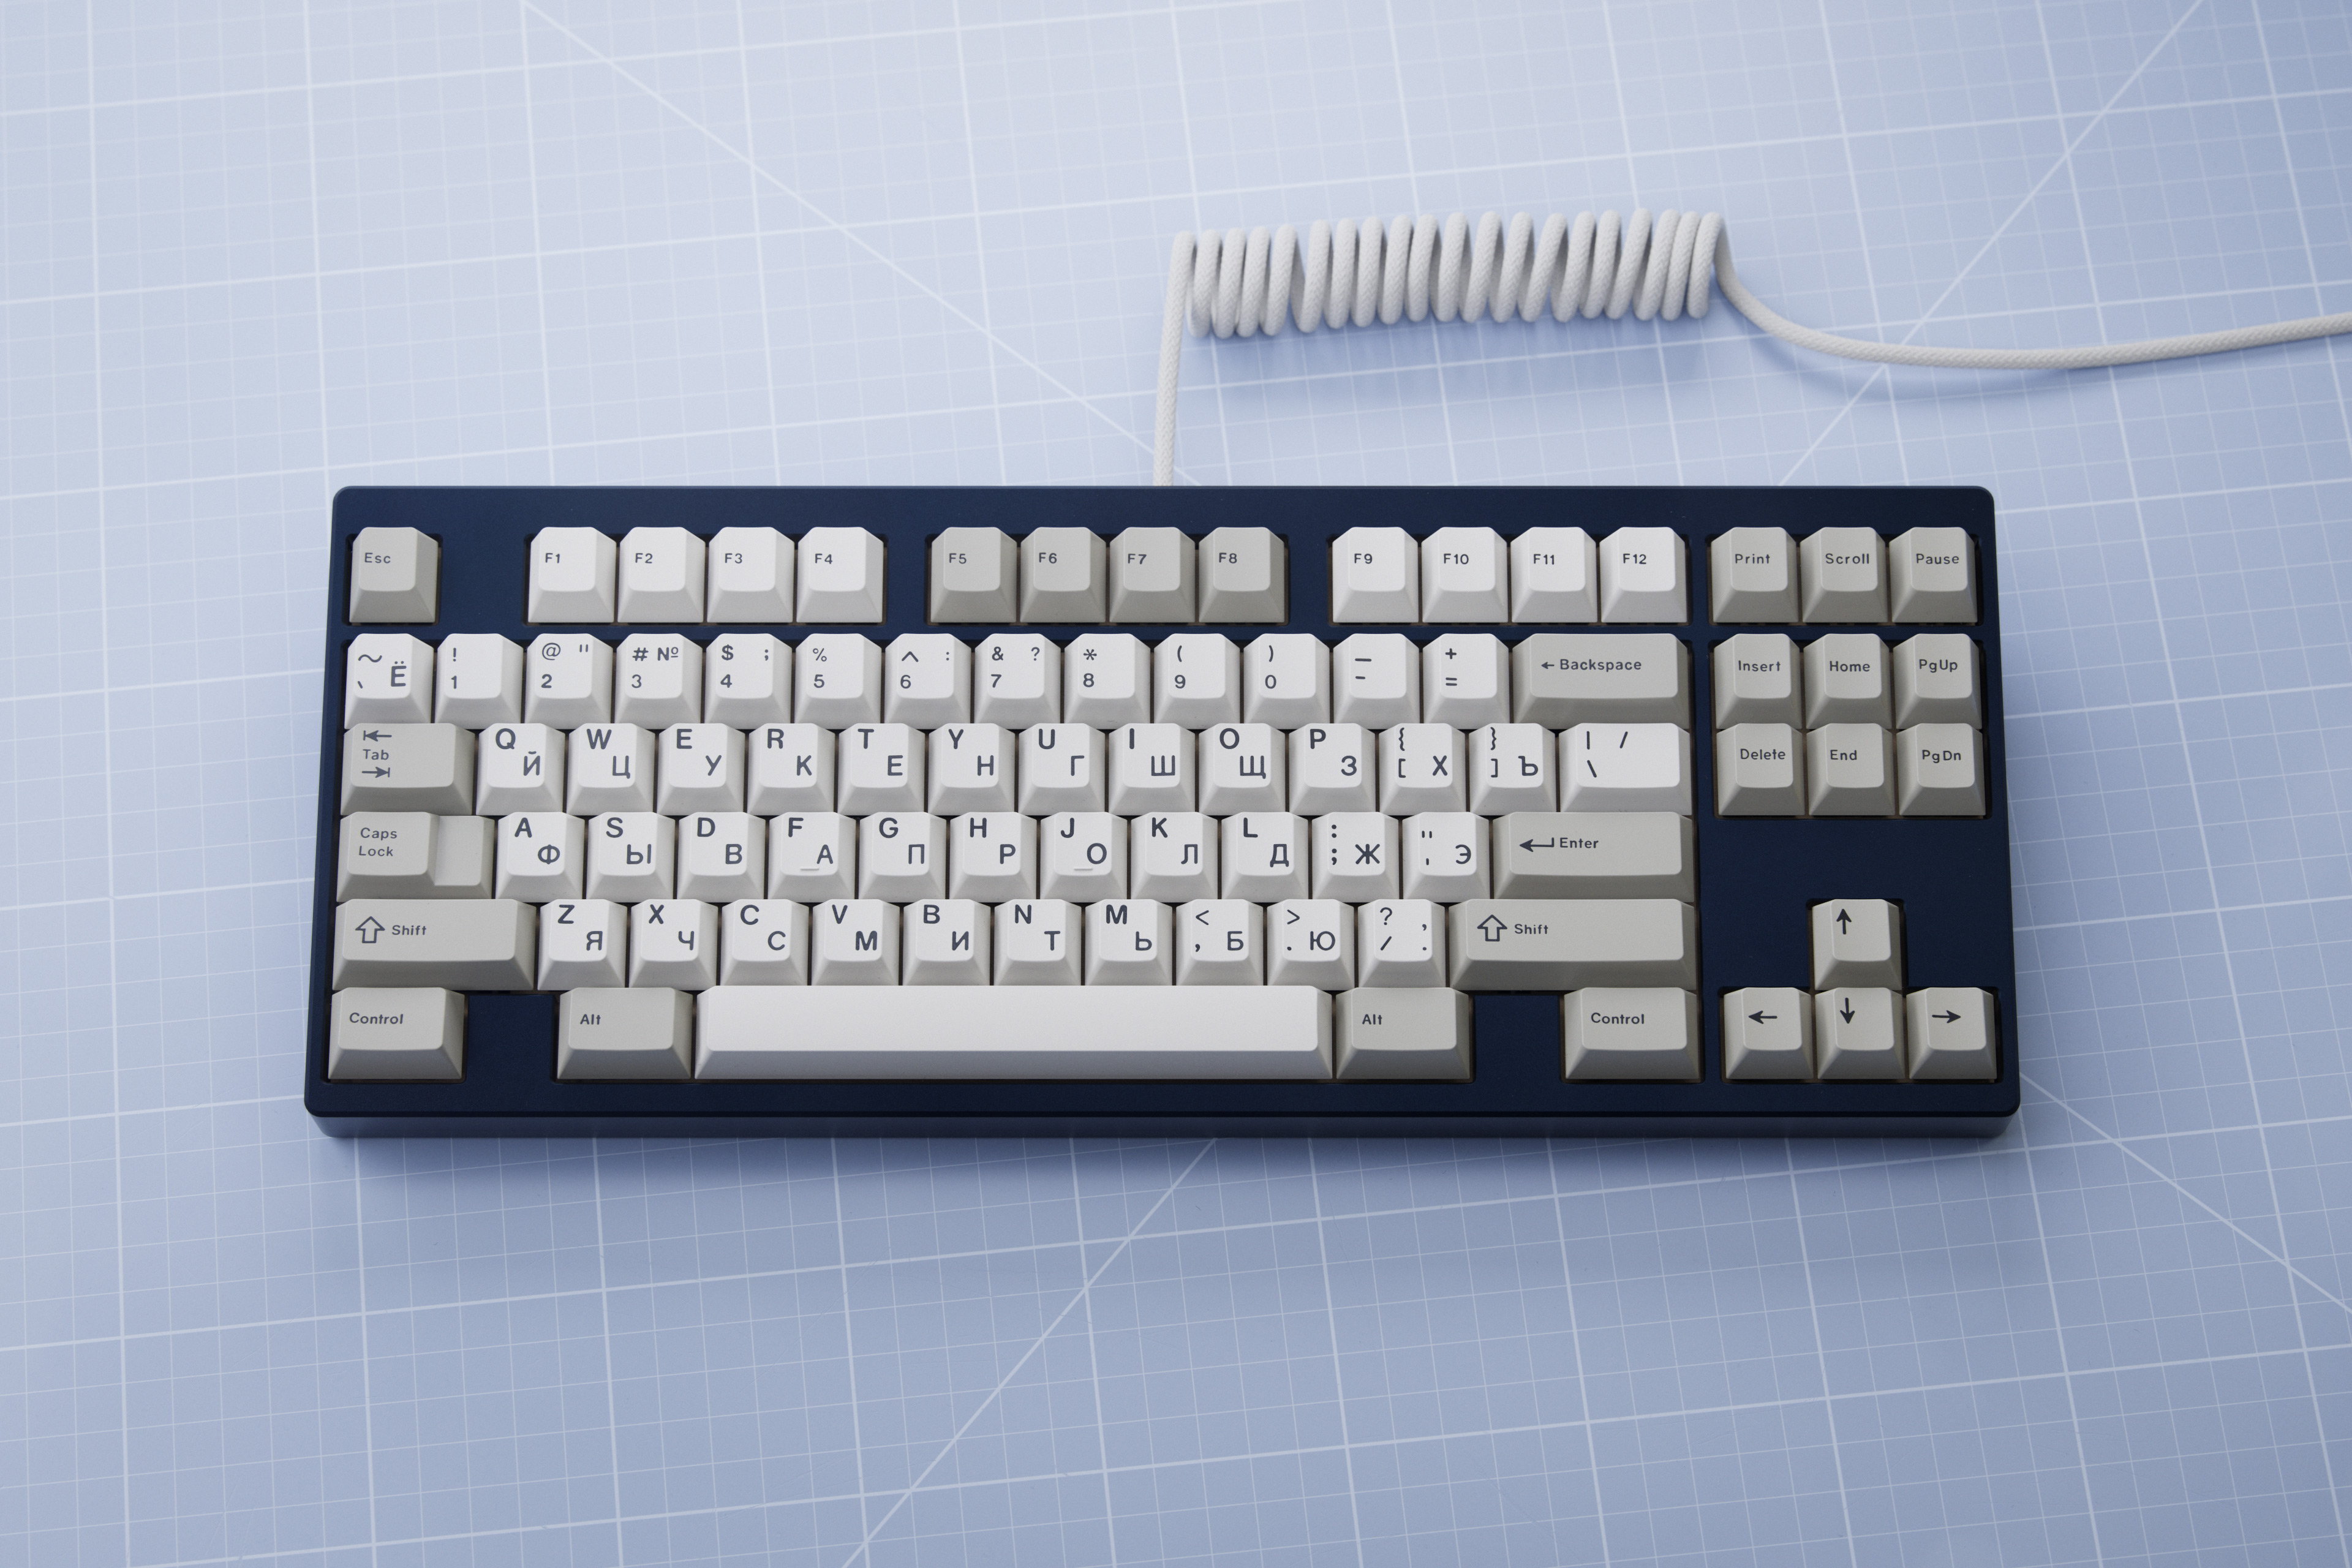 Esc F1 F2 F3 F4 F5 F6 F7 F8 F9 F10 F11 F12 Print Scroll Pause
~ ` Ё ! 1 @ " 2 # № 3 $ ; 4 % 5 ^ : 6 & ? 7 * 8 ( 9 ) 0 — - + = ← Backspace Insert Home PgUp
⇤ Tab ⇥ Q Й W Ц E У R К T Е Y Н U Г I Ш O Щ P З { [ Х } ] Ъ | / \ Delete End PgDn
Caps Lock A Ф S Ы D В F А G П H Р J О K Л L Д : ; Ж " ' Э ↵ Enter
⇧ Shift Z Я X Ч C С V М B И N Т M Ь < , Б > . Ю ? / , . ⇧ Shift ↑
Control Alt Alt Control ← ↓ →